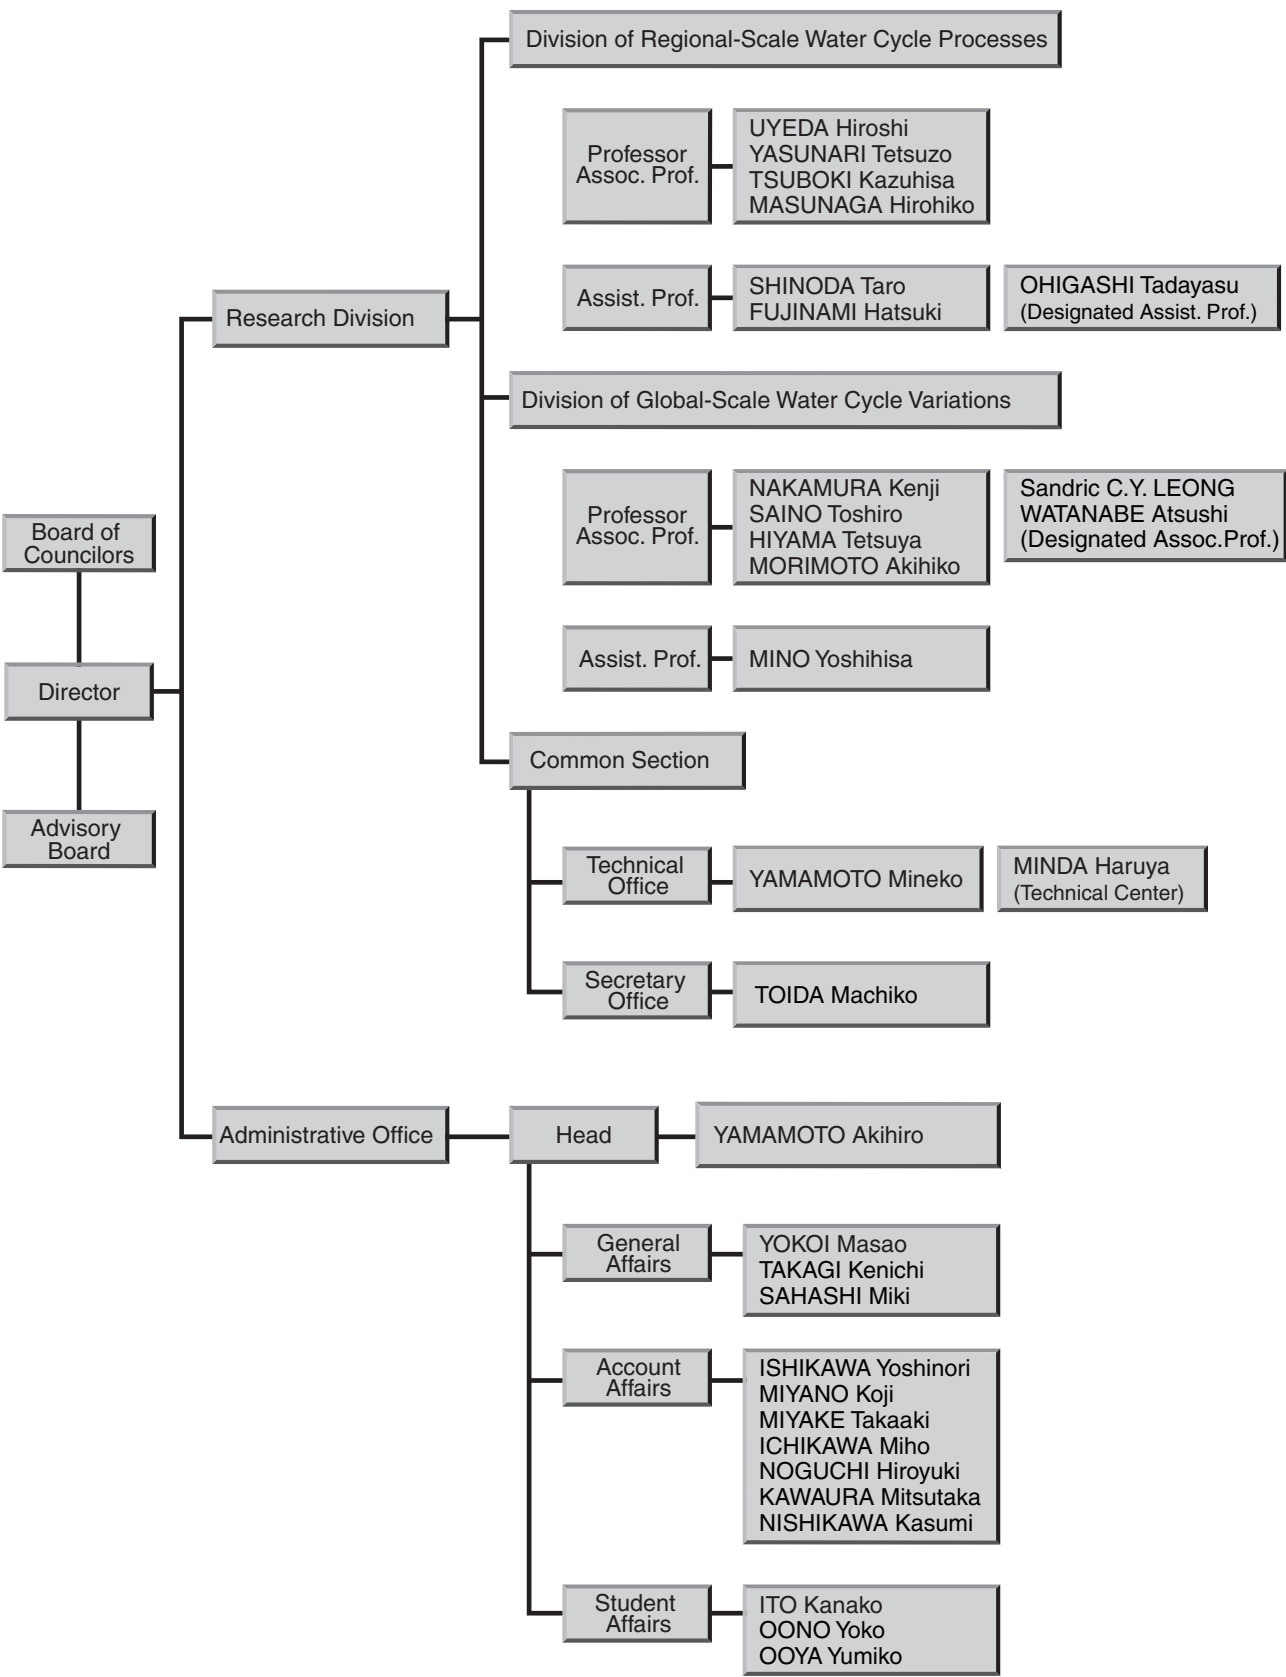 Division of Regional-Scale Water Cycle Processes
Professor
Assoc. Prof.
UYEDA Hiroshi
YASUNARI Tetsuzo
TSUBOKI Kazuhisa
MASUNAGA Hirohiko
Assist. Prof.
SHINODA Taro
FUJINAMI Hatsuki
OHIGASHI Tadayasu
(Designated Assist. Prof.)
Research Division
Division of Global-Scale Water Cycle Variations
Professor
Assoc. Prof.
NAKAMURA Kenji
SAINO Toshiro
HIYAMA Tetsuya
MORIMOTO Akihiko
Sandric C.Y. LEONG
WATANABE Atsushi
(Designated Assoc.Prof.)
Board of
Councilors
Assist. Prof.
MINO Yoshihisa
Director
Common Section
Advisory
Board
Technical
Office
YAMAMOTO Mineko
MINDA Haruya
(Technical Center)
Secretary
Office
TOIDA Machiko
Administrative Office
Head
YAMAMOTO Akihiro
General
Affairs
YOKOI Masao
TAKAGI Kenichi
SAHASHI Miki
Account
Affairs
ISHIKAWA Yoshinori
MIYANO Koji
MIYAKE Takaaki
ICHIKAWA Miho
NOGUCHI Hiroyuki
KAWAURA Mitsutaka
NISHIKAWA Kasumi
Student
Affairs
ITO Kanako
OONO Yoko
OOYA Yumiko